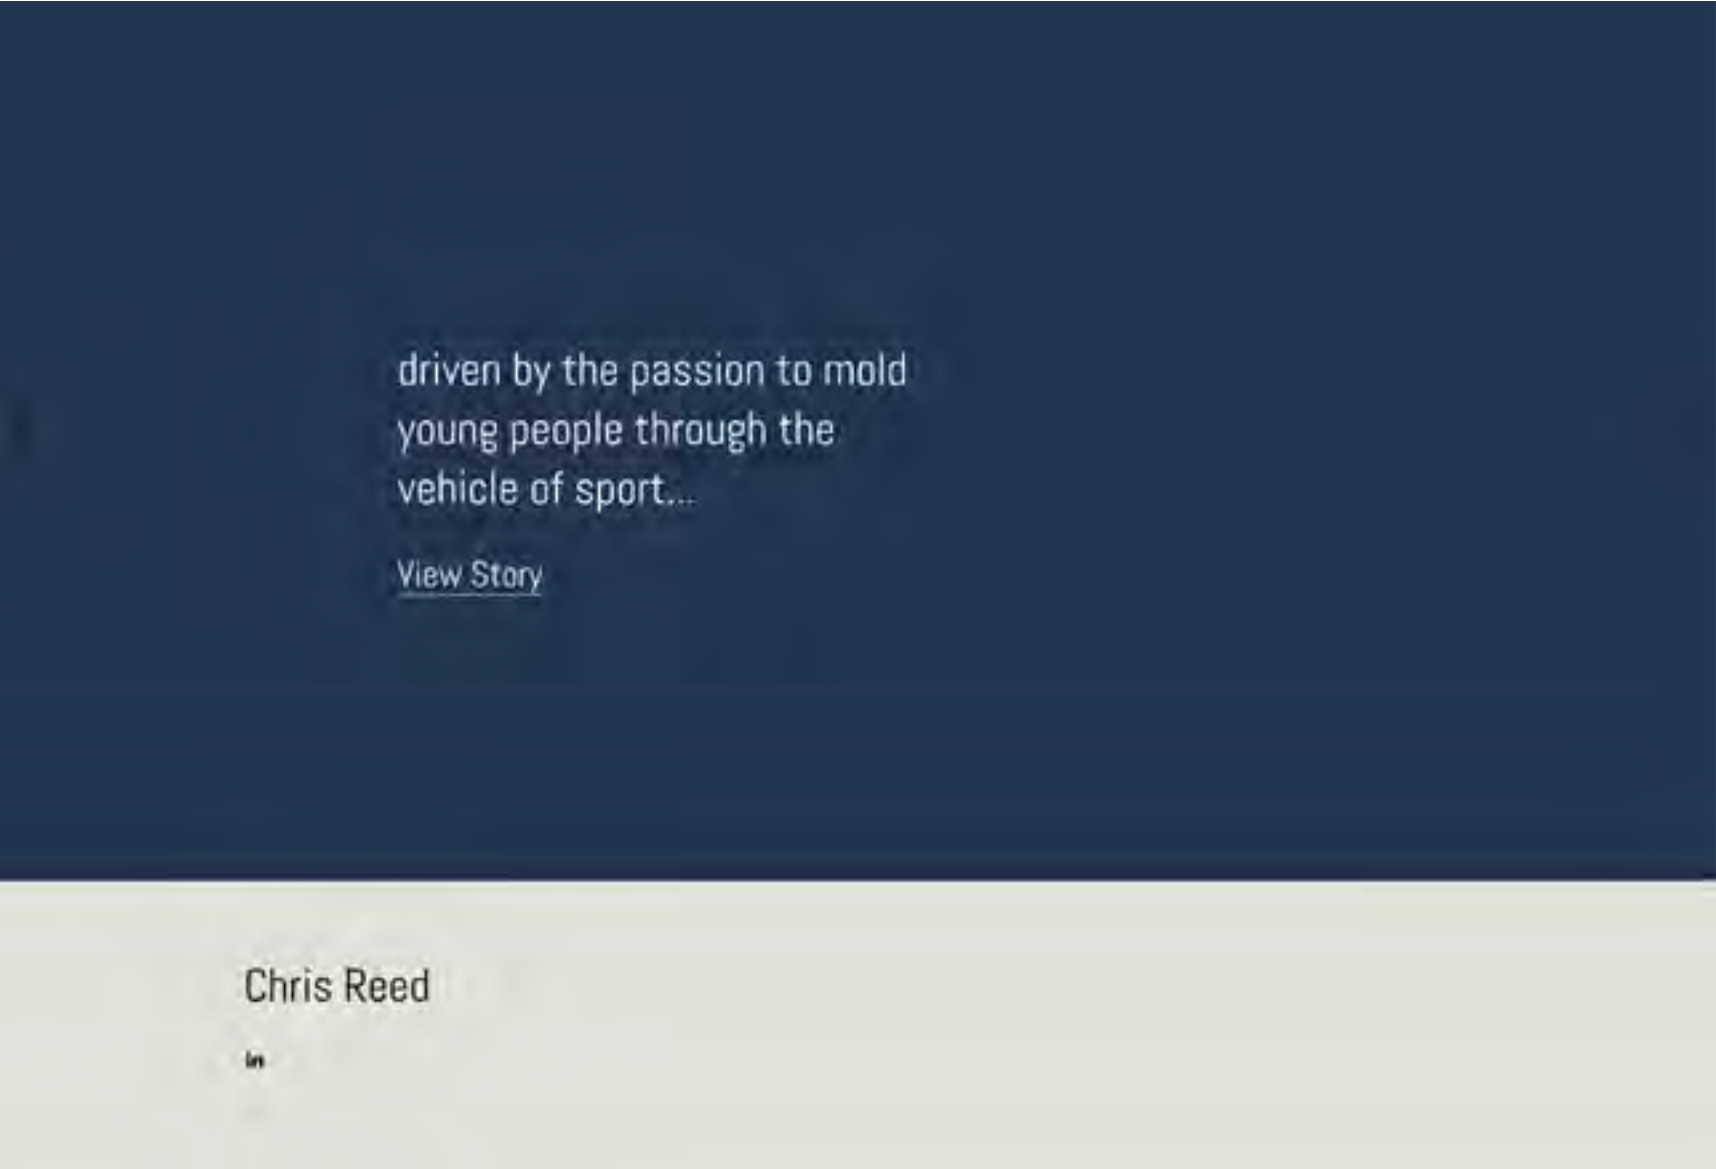 driven by the passion to mold
young people through the
vehicle of sport...
View Story
Chris Reed
in